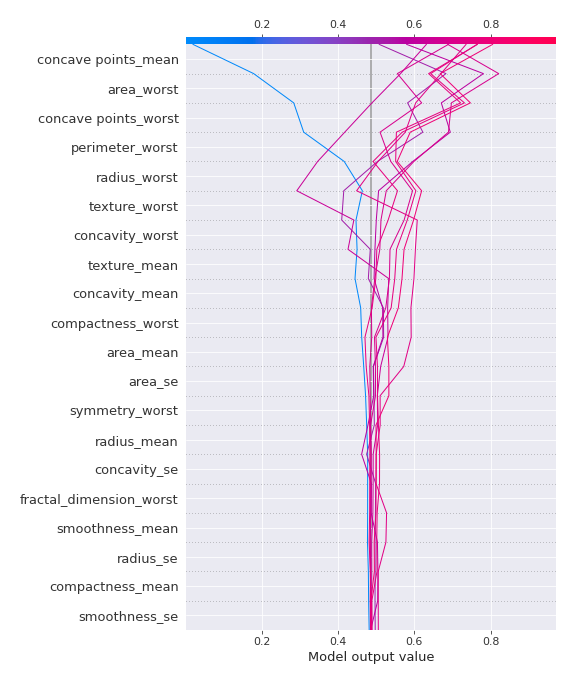 0.2 0.4 0.6 0.8
concave points_mean
area_worst
concave points_worst
perimeter_worst
radius_worst
texture_worst
concavity_worst
texture_mean
concavity_mean
compactness_worst
area_mean
area_se
symmetry_worst
radius_mean
concavity_se
fractal_dimension_worst
smoothness_mean
radius_se
compactness_mean
smoothness_se
0.2 0.4 0.6 0.8
Model output value